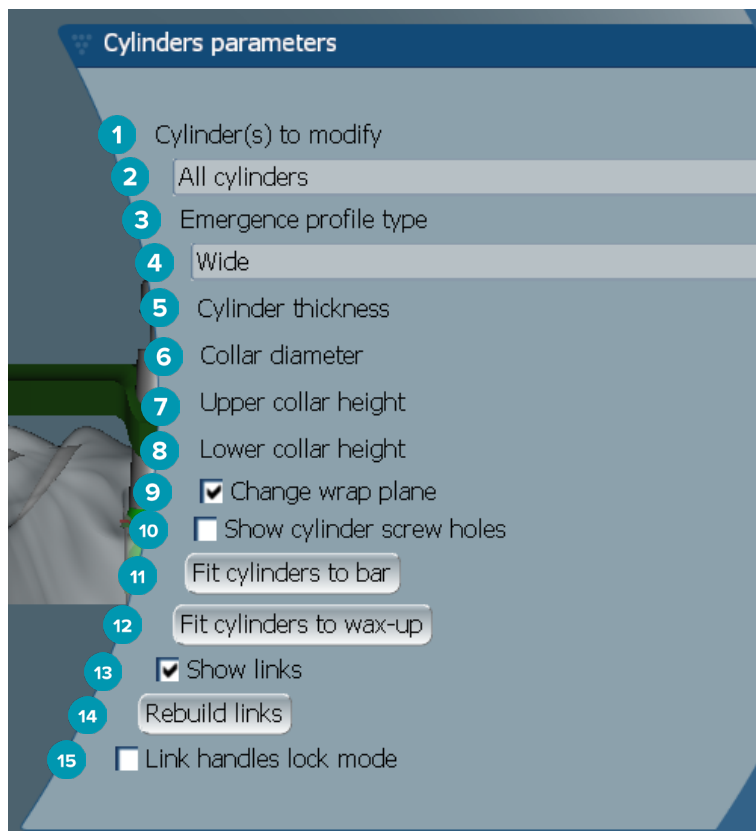 Cylinders parameters
1 Cylinder(s) to modify
2 All cylinders
3 Emergence profile type
4 Wide
5 Cylinder thickness
6 Collar diameter
7 Upper collar height
8 Lower collar height
9 Change wrap plane
10 Show cylinder screw holes
11 Fit cylinders to bar
12 Fit cylinders to wax-up
13 Show links
14 Rebuild links
15 Link handles lock mode